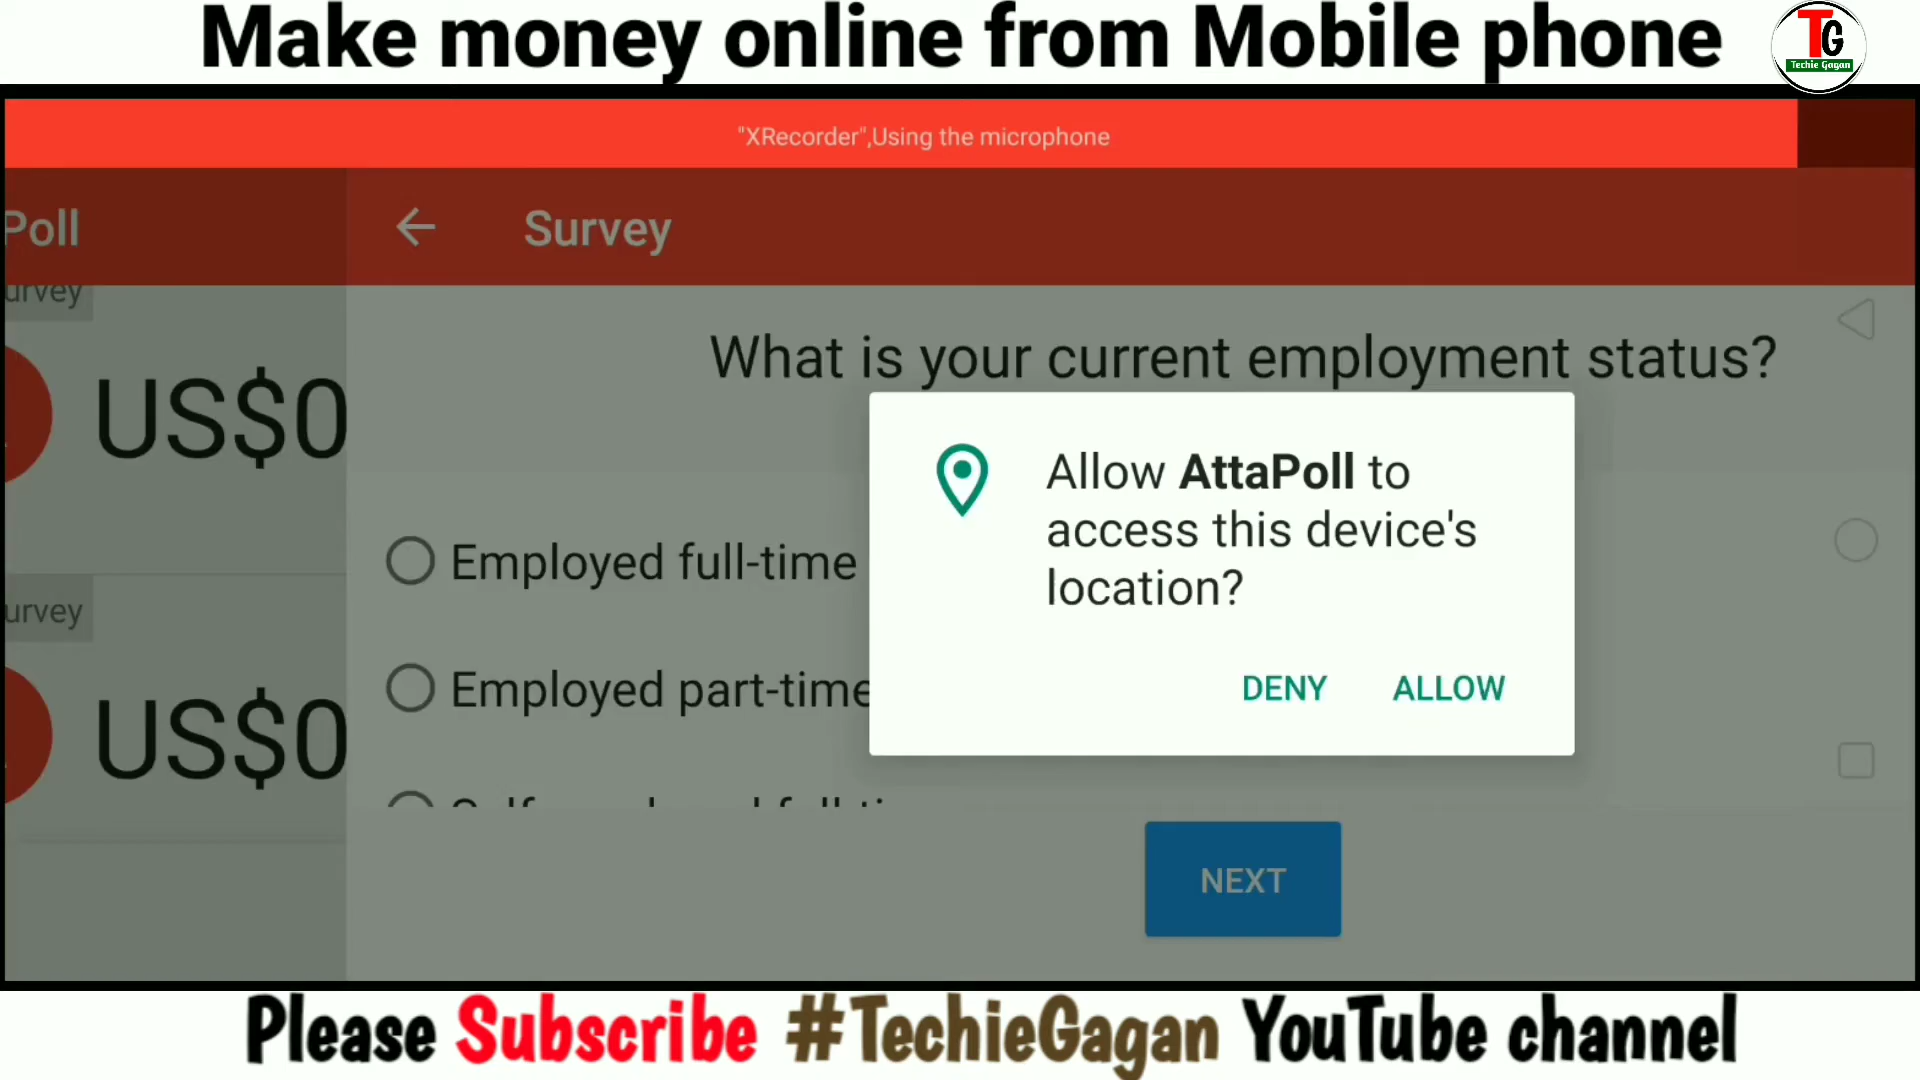 Make money online from Mobile phone
TG
Techie Gagan
"XRecorder",Using the microphone
Poll
Survey
urvey
US$0
What is your current employment status?
Allow AttaPoll to
access this device's
location?
DENY ALLOW
Employed full-time
Employed part-time
urvey
US$0
NEXT
Please Subscribe #TechieGagan YouTube channel